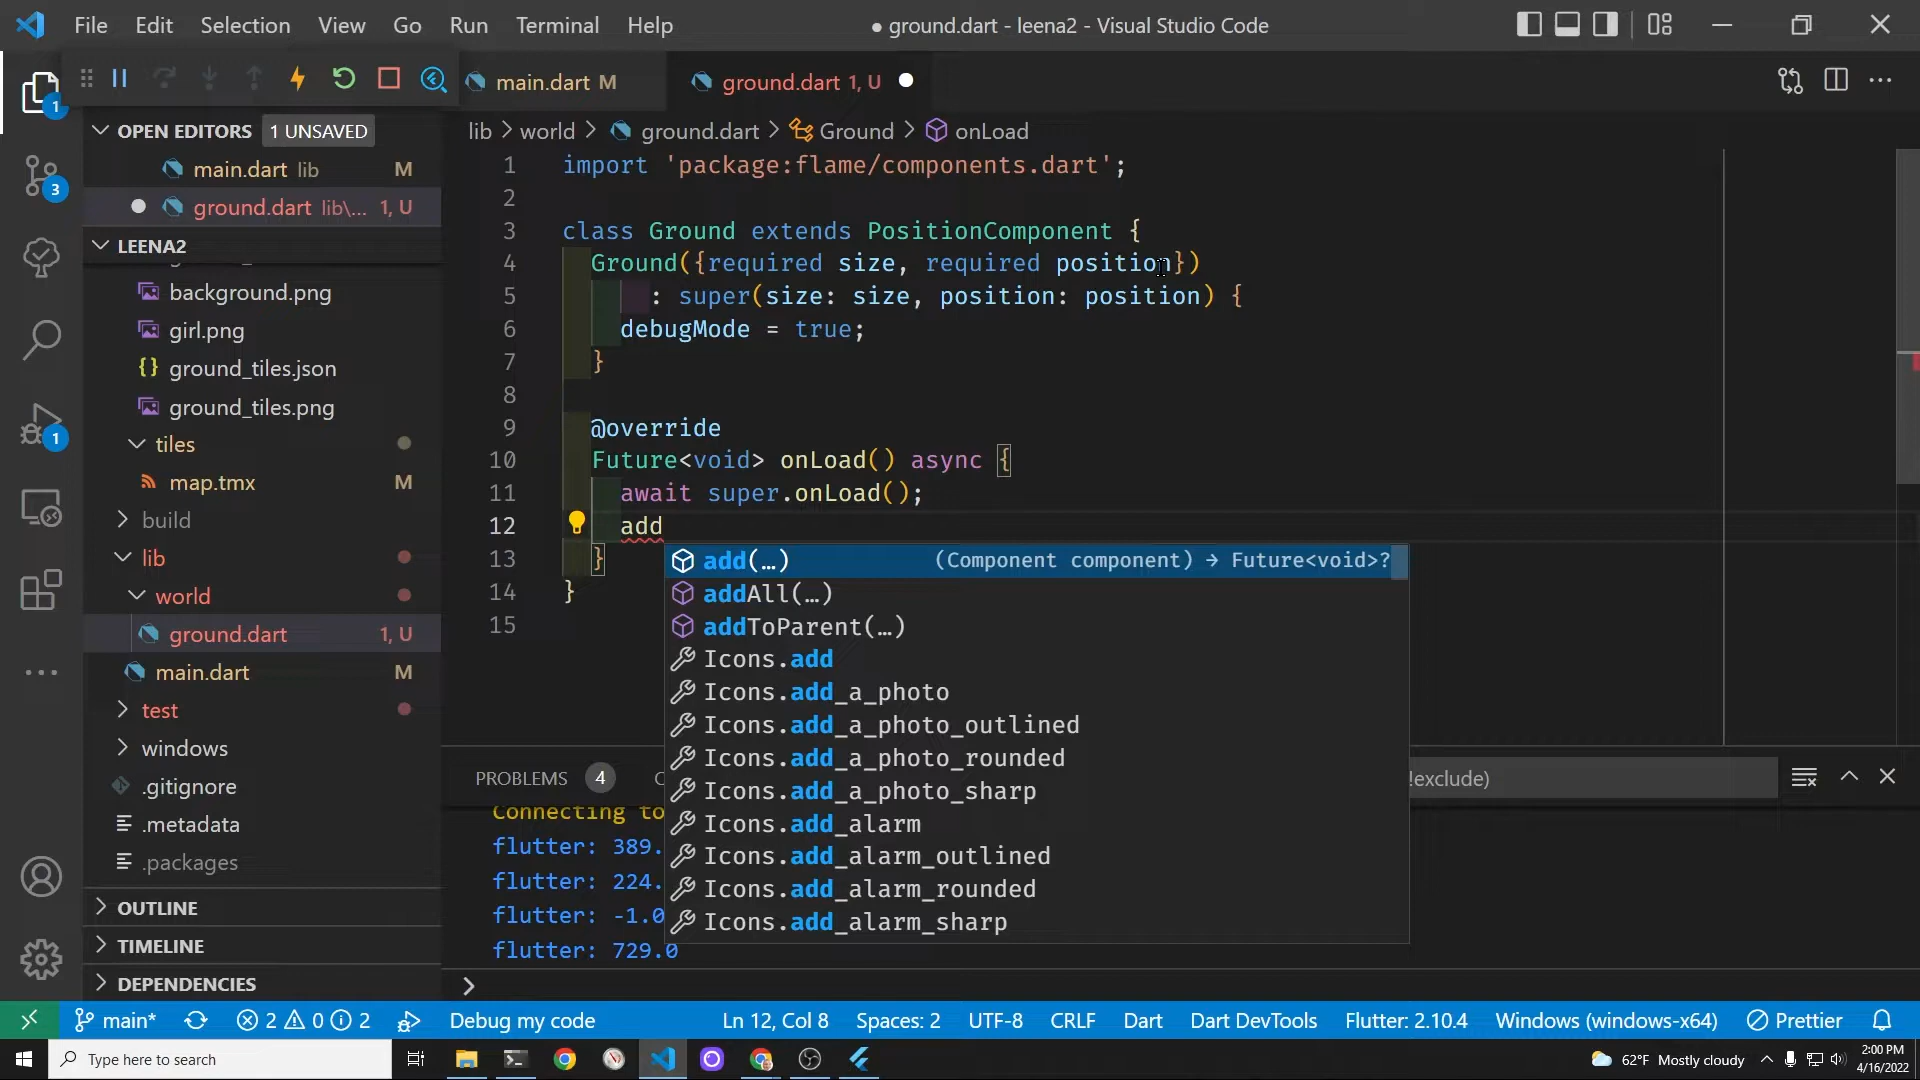 File Edit Selection View Go Run Terminal Help
● ground.dart - leena2 - Visual Studio Code
main.dart M
ground.dart 1, U
1
OPEN EDITORS 1 UNSAVED
main.dart lib M
ground.dart lib\... 1, U
LEENA2
background.png
girl.png
ground_tiles.json
ground_tiles.png
tiles
map.tmx M
build
lib
world
ground.dart 1, U
main.dart M
test
windows
.gitignore
.metadata
.packages
OUTLINE
TIMELINE
DEPENDENCIES
3
1
lib > world > ground.dart > Ground > onLoad
1 import 'package:flame/components.dart';
2
3 class Ground extends PositionComponent {
4 Ground({required size, required position})
5 : super(size: size, position: position) {
6 debugMode = true;
7 }
8
9 @override
10 Future<void> onLoad() async {
11 await super.onLoad();
12 add
13 }
14 }
15
add(…) (Component component) → Future<void>?
addAll(…)
addToParent(…)
Icons.add
Icons.add_a_photo
Icons.add_a_photo_outlined
Icons.add_a_photo_rounded
Icons.add_a_photo_sharp
Icons.add_alarm
Icons.add_alarm_outlined
Icons.add_alarm_rounded
Icons.add_alarm_sharp
PROBLEMS 4
!exclude)
Connecting to
flutter: 389.
flutter: 224.
flutter: -1.0
flutter: 729.0
main* 2 0 2 Debug my code Ln 12, Col 8 Spaces: 2 UTF-8 CRLF Dart Dart DevTools Flutter: 2.10.4 Windows (windows-x64) Prettier
Type here to search
62°F Mostly cloudy
2:00 PM
4/16/2022